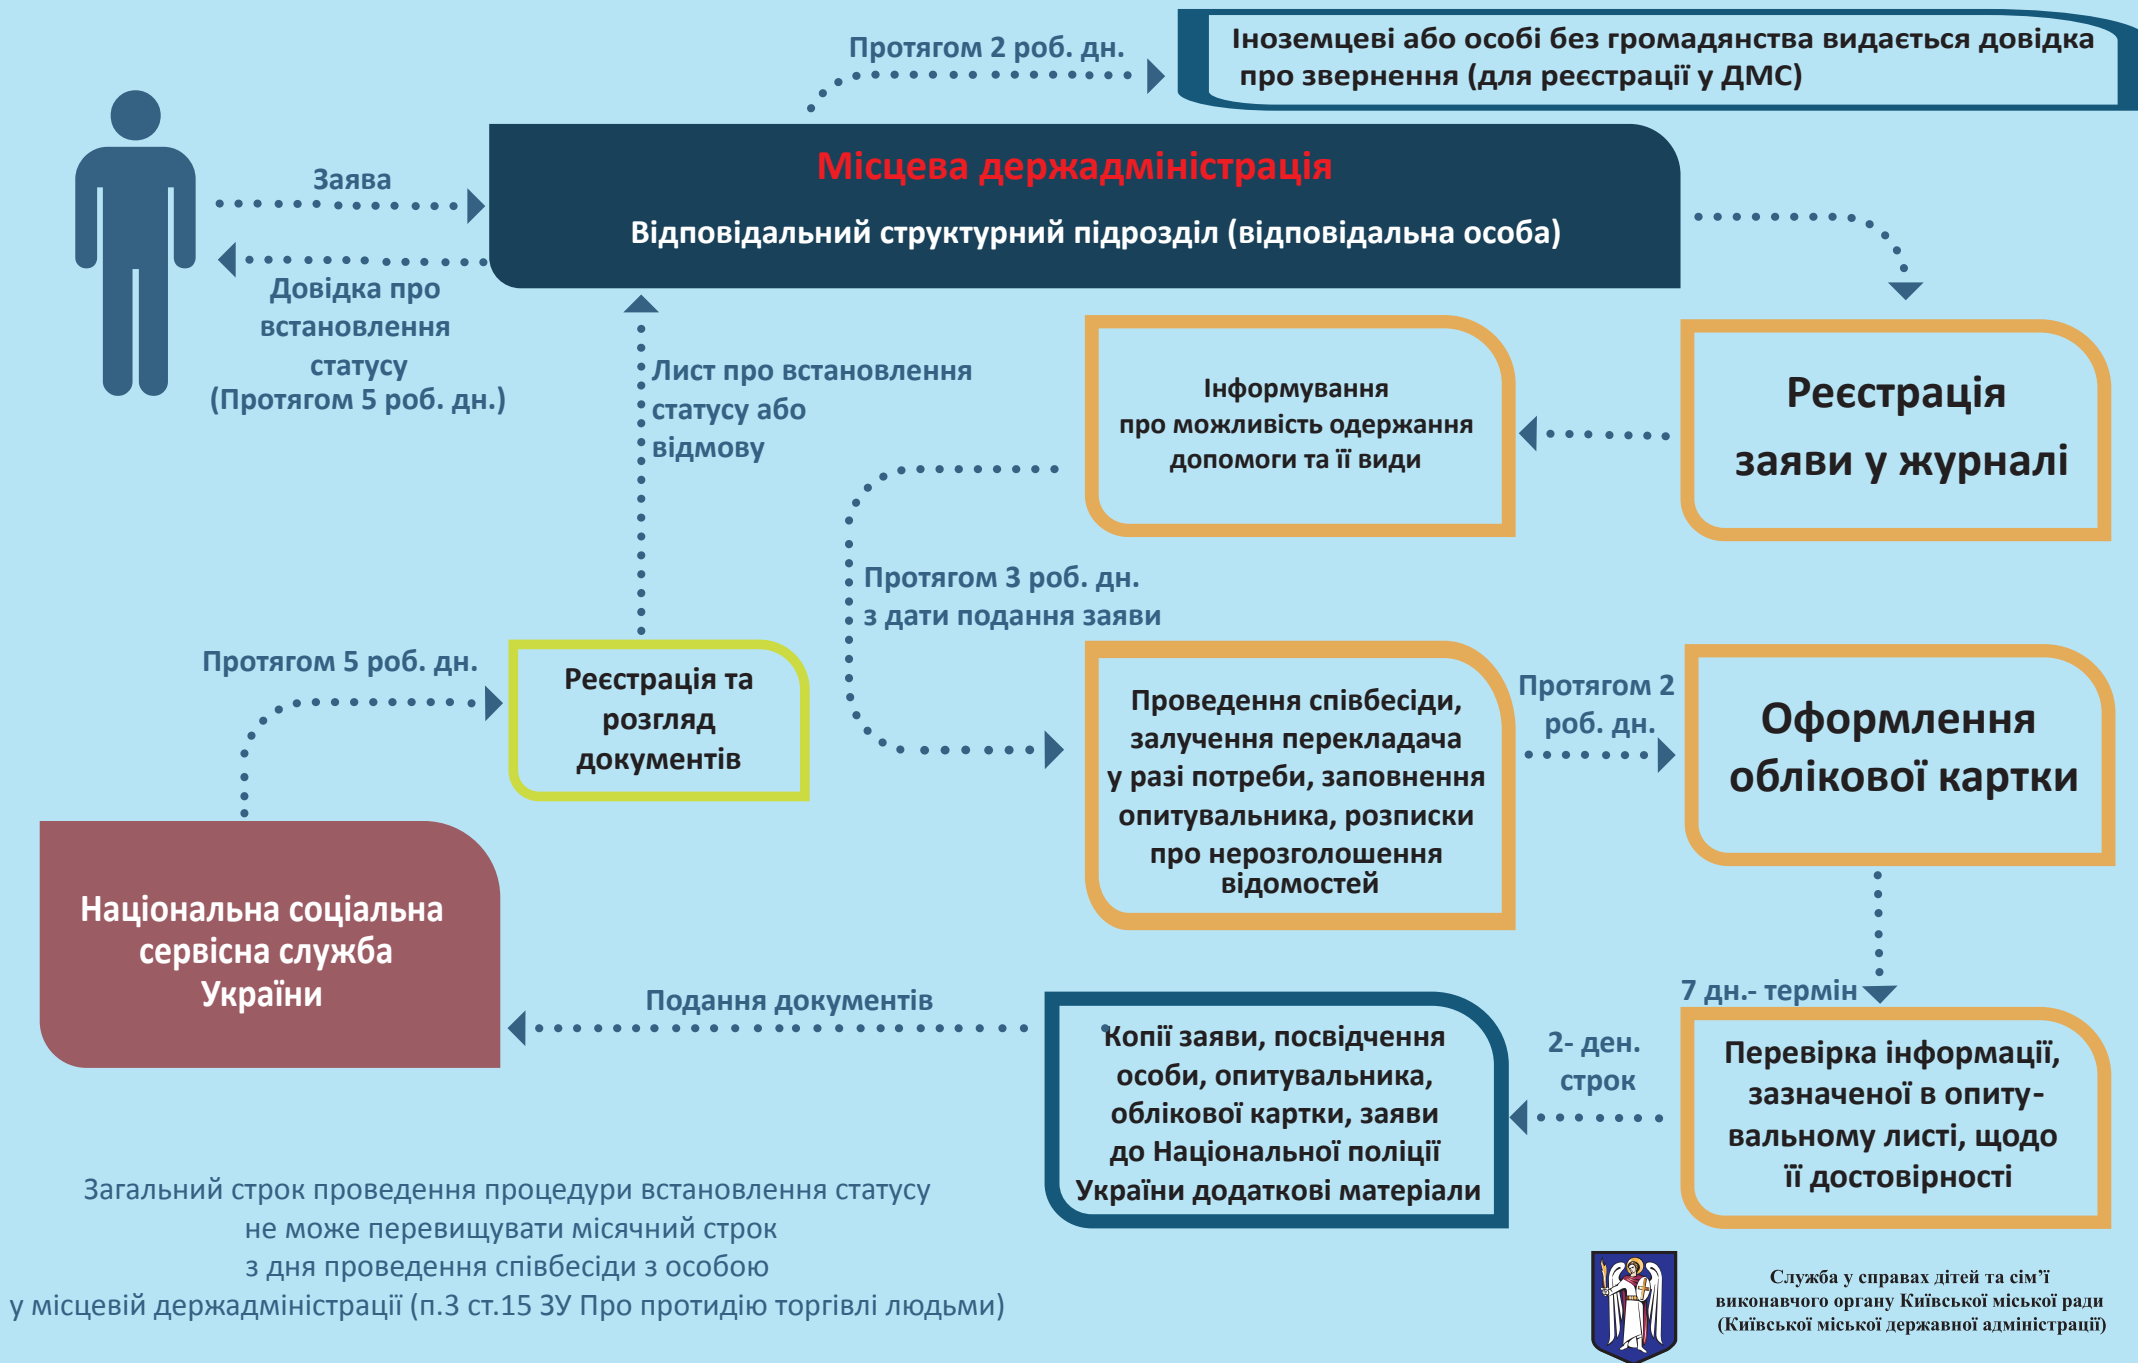 Протягом 2 роб. дн.
Іноземцеві або особі без громадянства видається довідка
про звернення (для реєстрації у ДМС)
Місцева держадміністрація
Відповідальний структурний підрозділ (відповідальна особа)
Заява
Довідка про
встановлення
статусу
(Протягом 5 роб. дн.)
Лист про встановлення
статусу або
відмову
Інформування
про можливість одержання
допомоги та її види
Реєстрація
заяви у журналі
Протягом 3 роб. дн.
з дати подання заяви
Протягом 5 роб. дн.
Реєстрація та
розгляд
документів
Проведення співбесіди,
залучення перекладача
у разі потреби, заповнення
опитувальника, розписки
про нерозголошення
відомостей
Протягом 2
роб. дн.
Оформлення
облікової картки
Національна соціальна
сервісна служба
України
Подання документів
Копії заяви, посвідчення
особи, опитувальника,
облікової картки, заяви
до Національної поліції
України додаткові матеріали
2- ден.
строк
7 дн.- термін
Перевірка інформації,
зазначеної в опиту-
вальному листі, щодо
її достовірності
Загальний строк проведення процедури встановлення статусу
не може перевищувати місячний строк
з дня проведення співбесіди з особою
у місцевій держадміністрації (п.3 ст.15 ЗУ Про протидію торгівлі людьми)
Служба у справах дітей та сім’ї
виконавчого органу Київської міської ради
(Київської міської державної адміністрації)